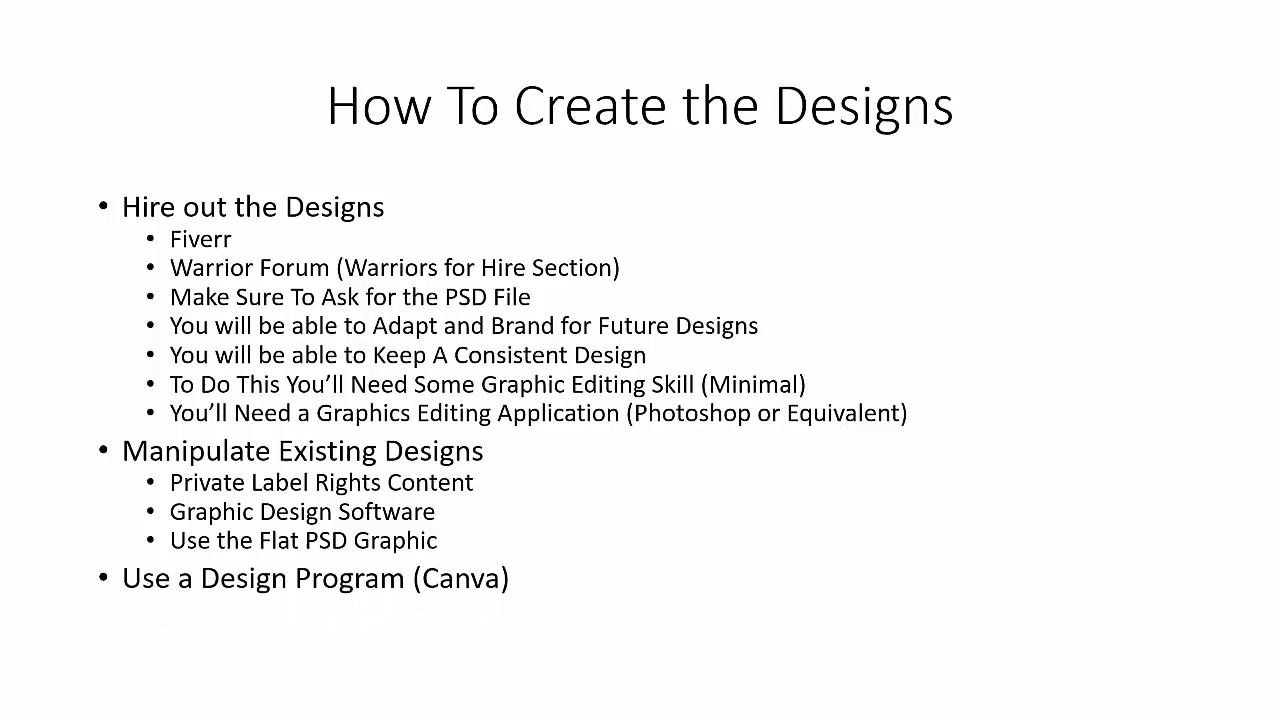 How To Create the Designs
• Hire out the Designs
• Fiverr
• Warrior Forum (Warriors for Hire Section)
• Make Sure To Ask for the PSD File
• You will be able to Adapt and Brand for Future Designs
• You will be able to Keep A Consistent Design
• To Do This You’ll Need Some Graphic Editing Skill (Minimal)
• You’ll Need a Graphics Editing Application (Photoshop or Equivalent)
• Manipulate Existing Designs
• Private Label Rights Content
• Graphic Design Software
• Use the Flat PSD Graphic
• Use a Design Program (Canva)